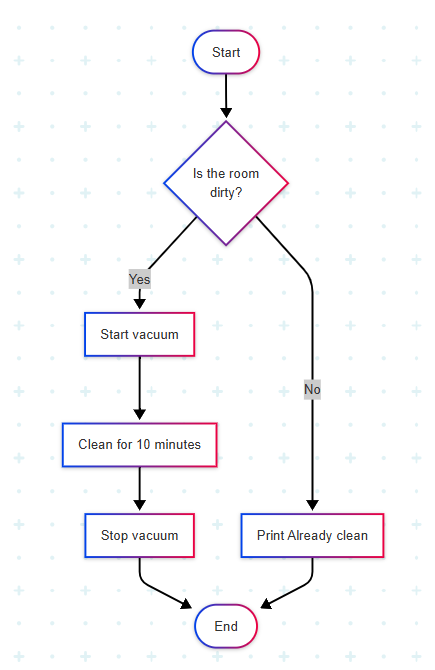 Start
Is the room
dirty?
Yes
Start vacuum
No
Clean for 10 minutes
Stop vacuum
Print Already clean
End